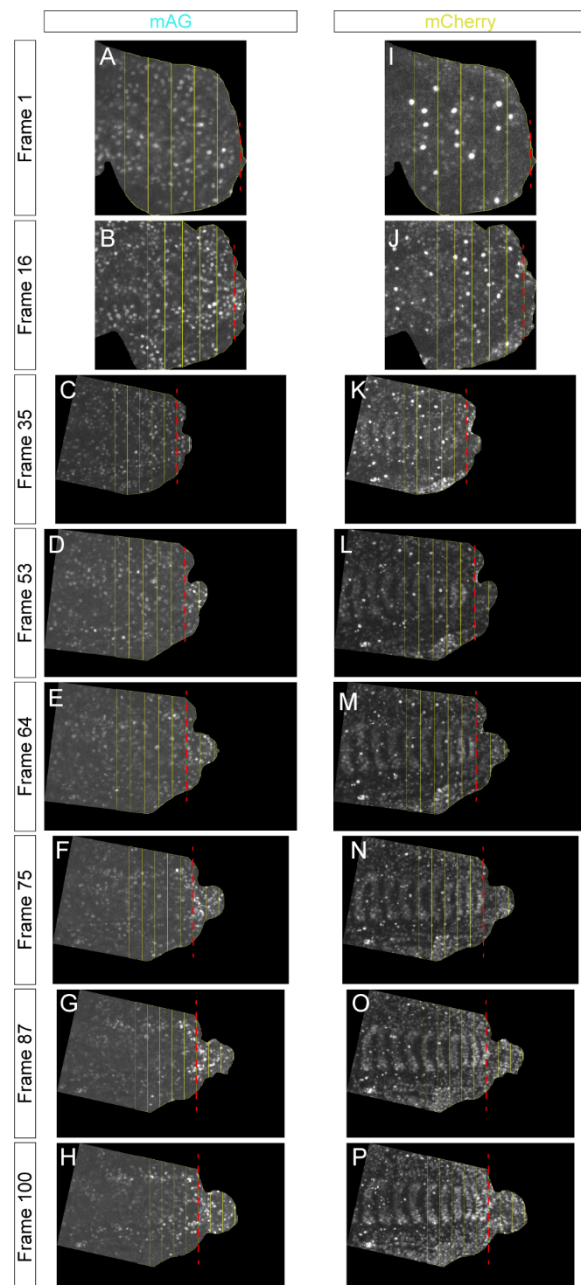 mAG mCherry
Frame 1 A I
Frame 16 B J
Frame 35 C K
Frame 53 D L
Frame 64 E M
Frame 75 F N
Frame 87 G O
Frame 100 H P